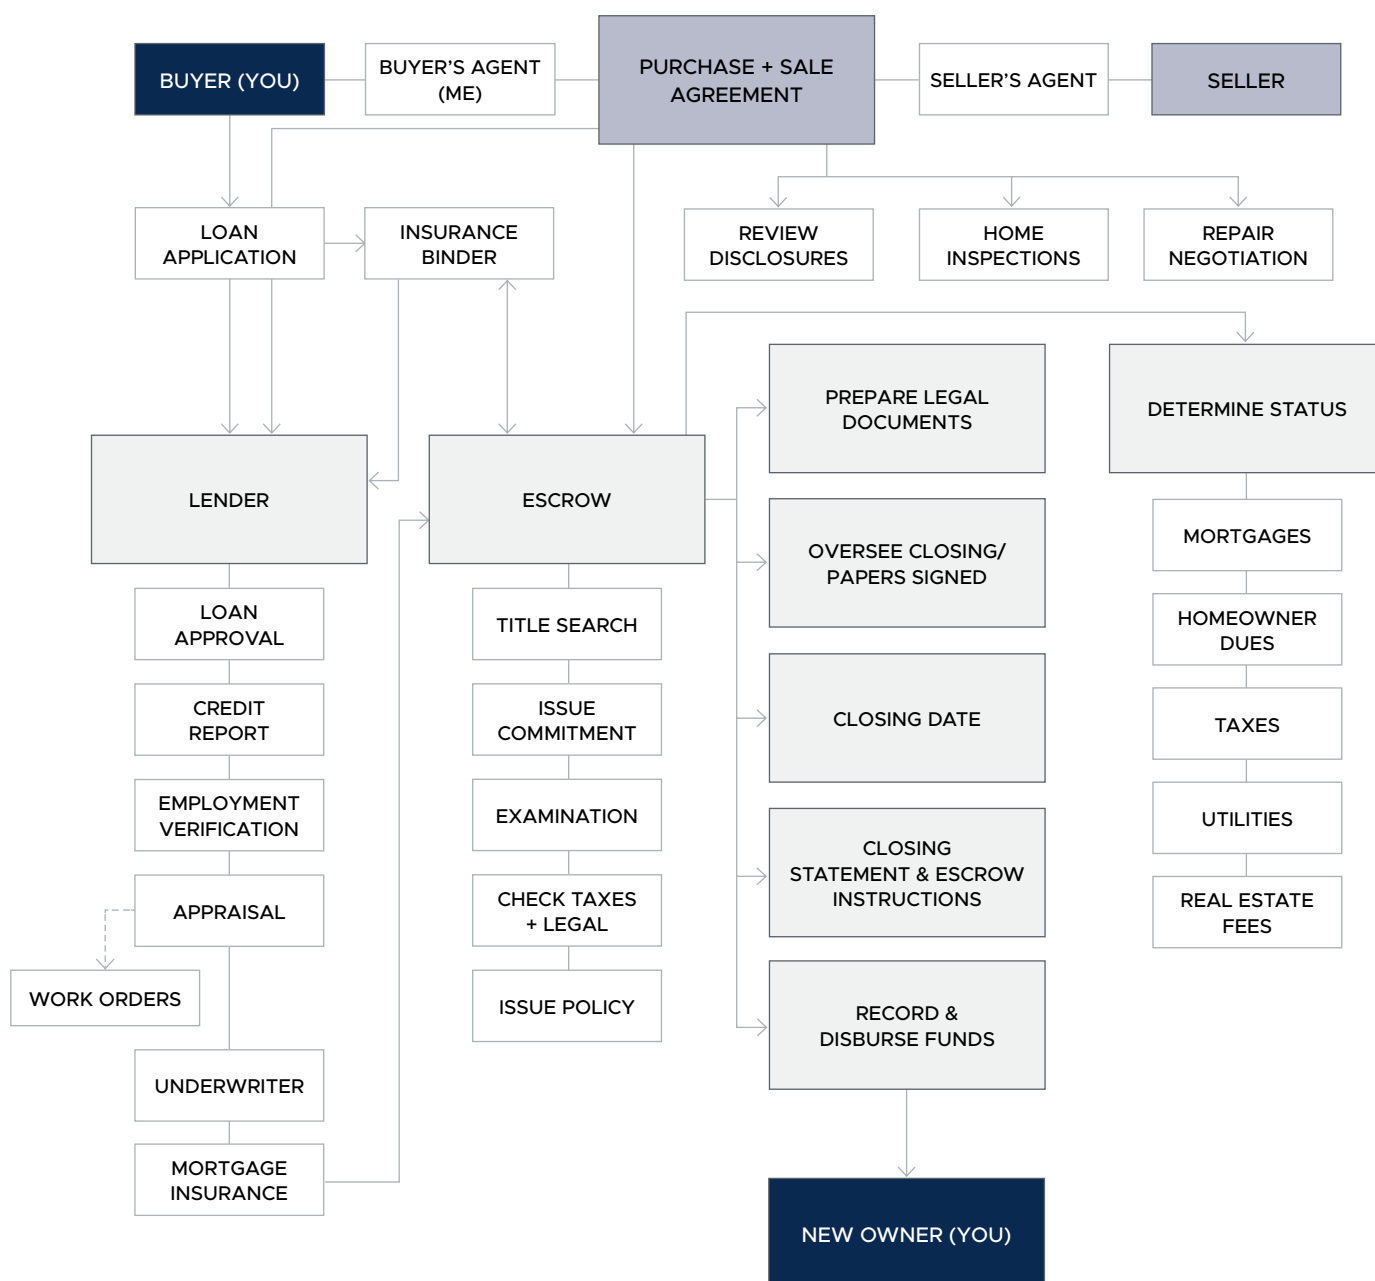 BUYER (YOU)
BUYER'S AGENT
(ME)
PURCHASE + SALE
AGREEMENT
SELLER'S AGENT
SELLER
LOAN
APPLICATION
INSURANCE
BINDER
REVIEW
DISCLOSURES
HOME
INSPECTIONS
REPAIR
NEGOTIATION
LENDER
LOAN
APPROVAL
CREDIT
REPORT
EMPLOYMENT
VERIFICATION
APPRAISAL
WORK ORDERS
UNDERWRITER
MORTGAGE
INSURANCE
ESCROW
TITLE SEARCH
ISSUE
COMMITMENT
EXAMINATION
CHECK TAXES
+ LEGAL
ISSUE POLICY
PREPARE LEGAL
DOCUMENTS
OVERSEE CLOSING/
PAPERS SIGNED
CLOSING DATE
CLOSING
STATEMENT & ESCROW
INSTRUCTIONS
RECORD &
DISBURSE FUNDS
NEW OWNER (YOU)
DETERMINE STATUS
MORTGAGES
HOMEOWNER
DUES
TAXES
UTILITIES
REAL ESTATE
FEES